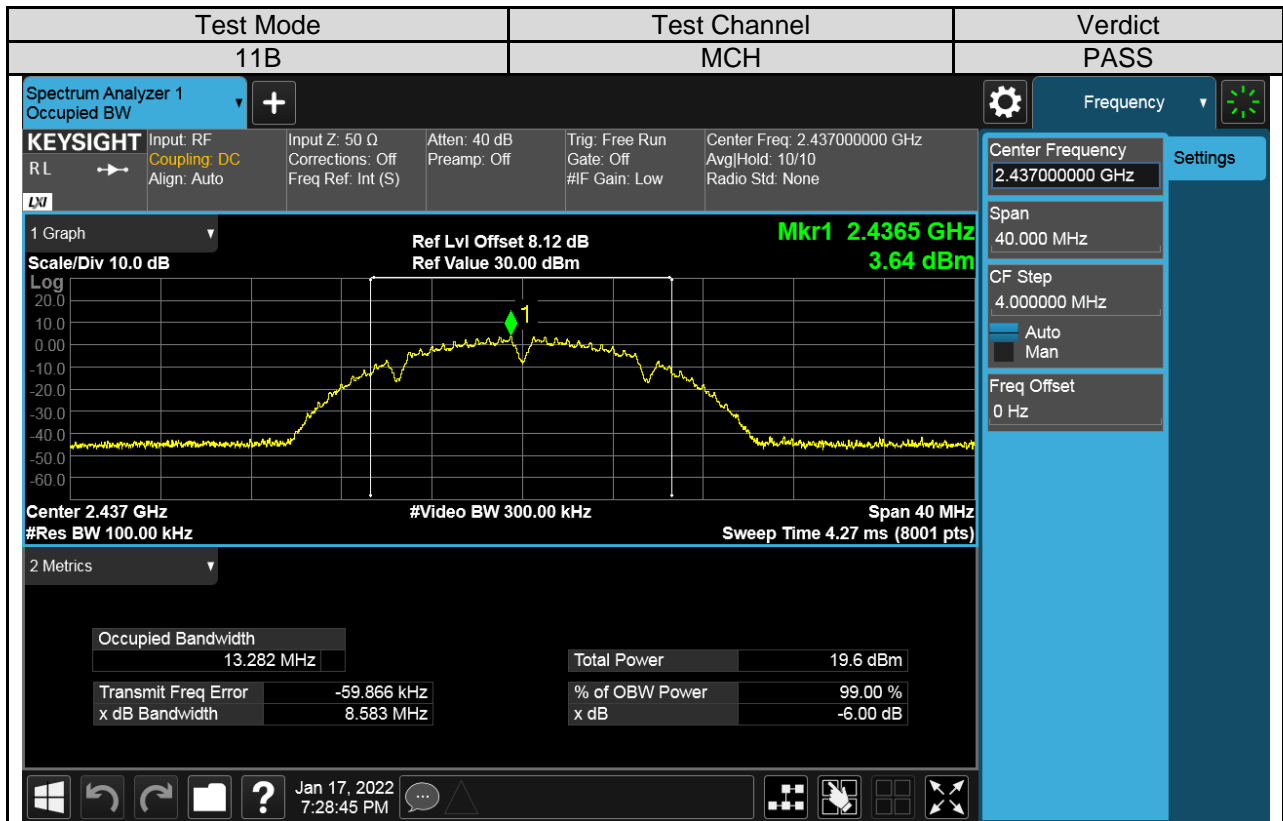 Test Mode Test Channel Verdict
11B MCH PASS
Spectrum Analyzer 1
Occupied BW
+
Frequency
KEYSIGHT
R L
LXI
Input: RF
Coupling: DC
Align: Auto
Input Z: 50 Ω
Corrections: Off
Freq Ref: Int (S)
Atten: 40 dB
Preamp: Off
Trig: Free Run
Gate: Off
#IF Gain: Low
Center Freq: 2.437000000 GHz
Avg|Hold: 10/10
Radio Std: None
Center Frequency
2.437000000 GHz
Settings
Span
40.000 MHz
CF Step
4.000000 MHz
Auto
Man
Freq Offset
0 Hz
1 Graph
Scale/Div 10.0 dB
Ref Lvl Offset 8.12 dB
Ref Value 30.00 dBm
Mkr1 2.4365 GHz
3.64 dBm
Log
20.0
10.0
0.00
-10.0
-20.0
-30.0
-40.0
-50.0
-60.0
1
Center 2.437 GHz
#Res BW 100.00 kHz
#Video BW 300.00 kHz
Span 40 MHz
Sweep Time 4.27 ms (8001 pts)
2 Metrics
Occupied Bandwidth
13.282 MHz
Total Power 19.6 dBm
Transmit Freq Error -59.866 kHz
% of OBW Power 99.00 %
x dB Bandwidth 8.583 MHz
x dB -6.00 dB
?
Jan 17, 2022
7:28:45 PM